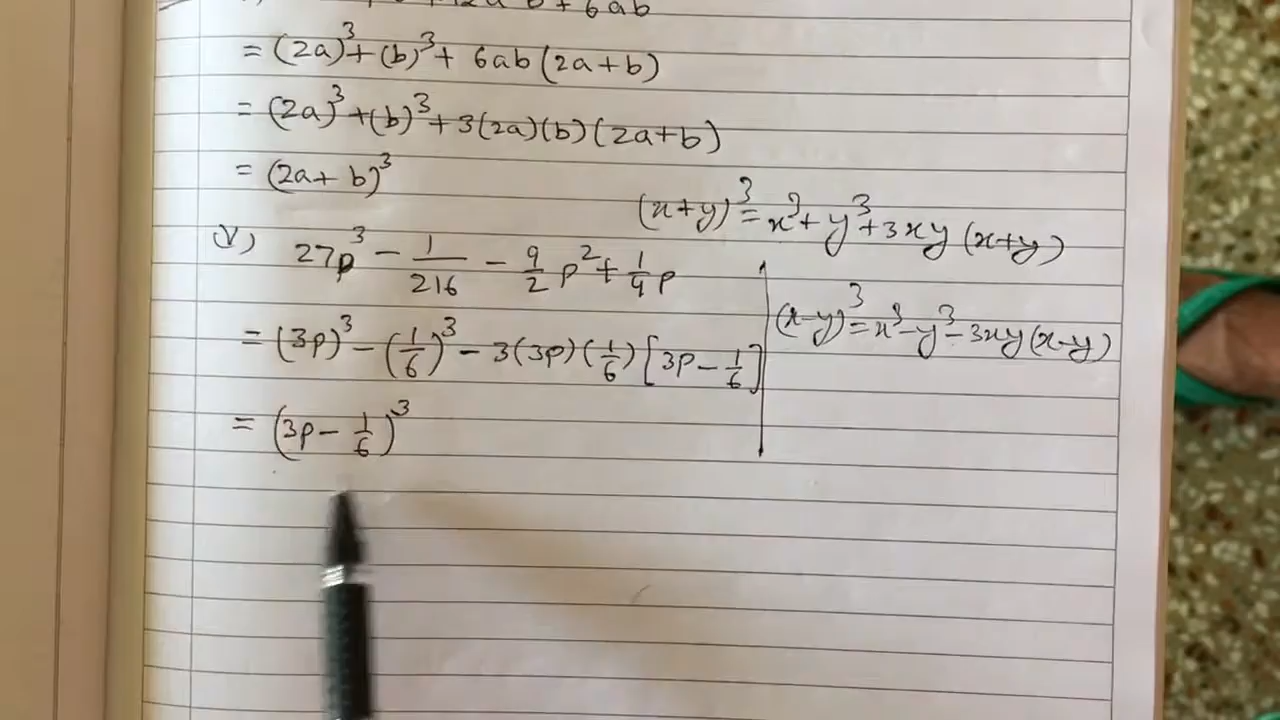 b + 6ab
= (2a)³ + (b)³ + 6ab (2a+b)
= (2a)³ + (b)³ + 3(2a)(b) (2a+b)
= (2a + b)³
(x+y)³ = x³ + y³ + 3xy (x+y)
(V) 27p³ - 1/216 - 9/2 p² + 1/4 p
(x-y)³ = x³ - y³ - 3xy (x-y)
= (3p)³ - (1/6)³ - 3(3p)(1/6) [3p - 1/6]
= (3p - 1/6)³